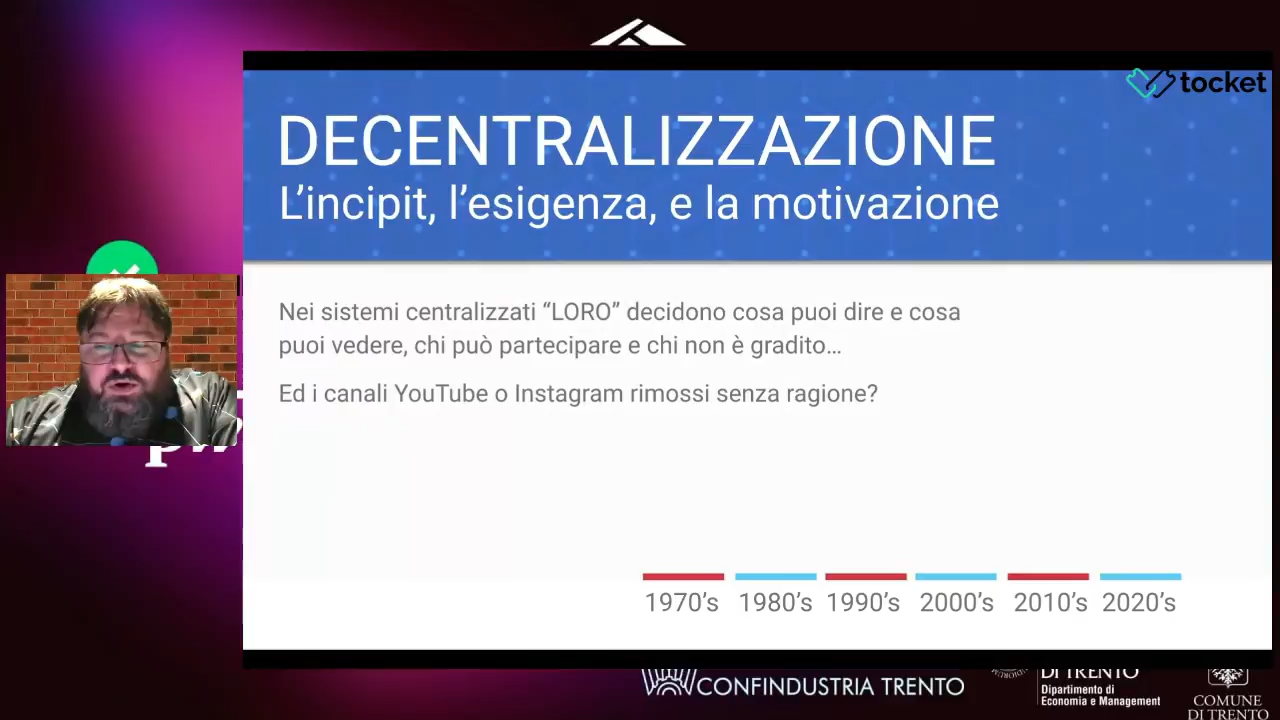 tocket
DECENTRALIZZAZIONE
L’incipit, l’esigenza, e la motivazione
Nei sistemi centralizzati “LORO” decidono cosa puoi dire e cosa
puoi vedere, chi può partecipare e chi non è gradito…
Ed i canali YouTube o Instagram rimossi senza ragione?
1970’s 1980’s 1990’s 2000’s 2010’s 2020’s
CONFINDUSTRIA TRENTO
DI TRENTO
Dipartimento di
Economia e Management
COMUNE
DI TRENTO